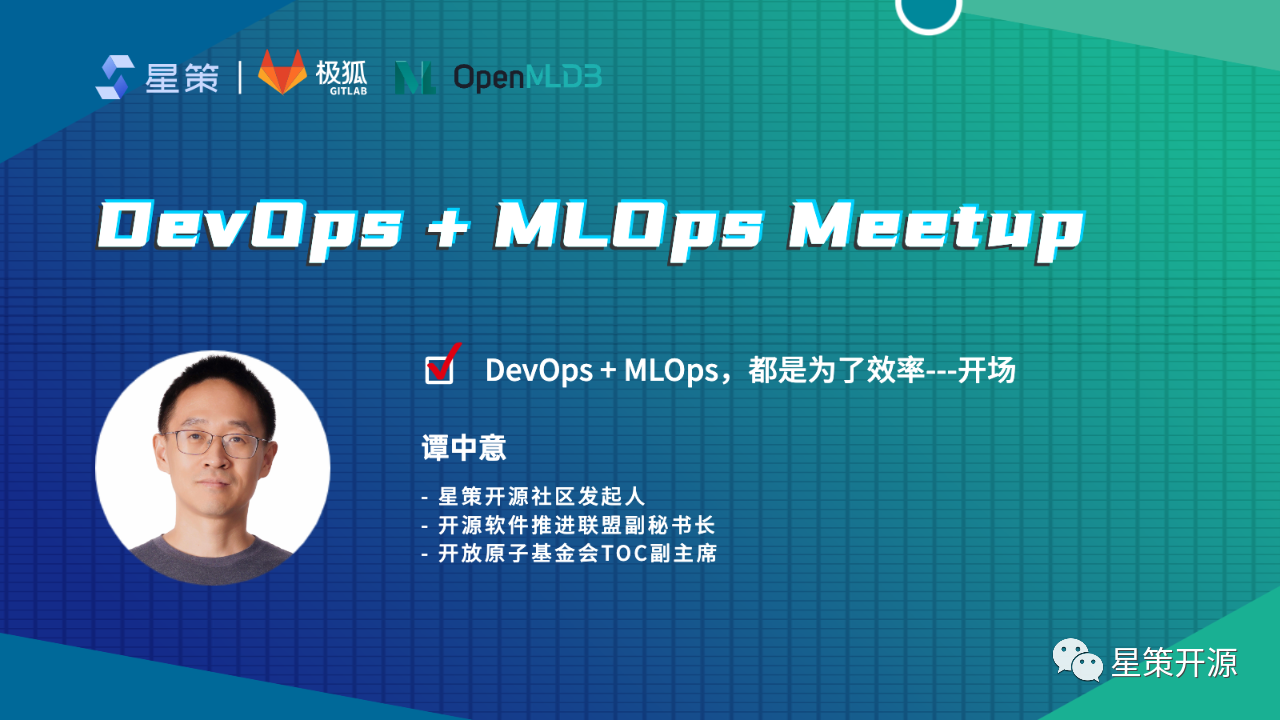 星策 | 极狐 GITLAB OpenMLDB
DevOps + MLOps Meetup
DevOps + MLOps，都是为了效率---开场
谭中意
- 星策开源社区发起人
- 开源软件推进联盟副秘书长
- 开放原子基金会TOC副主席
星策开源